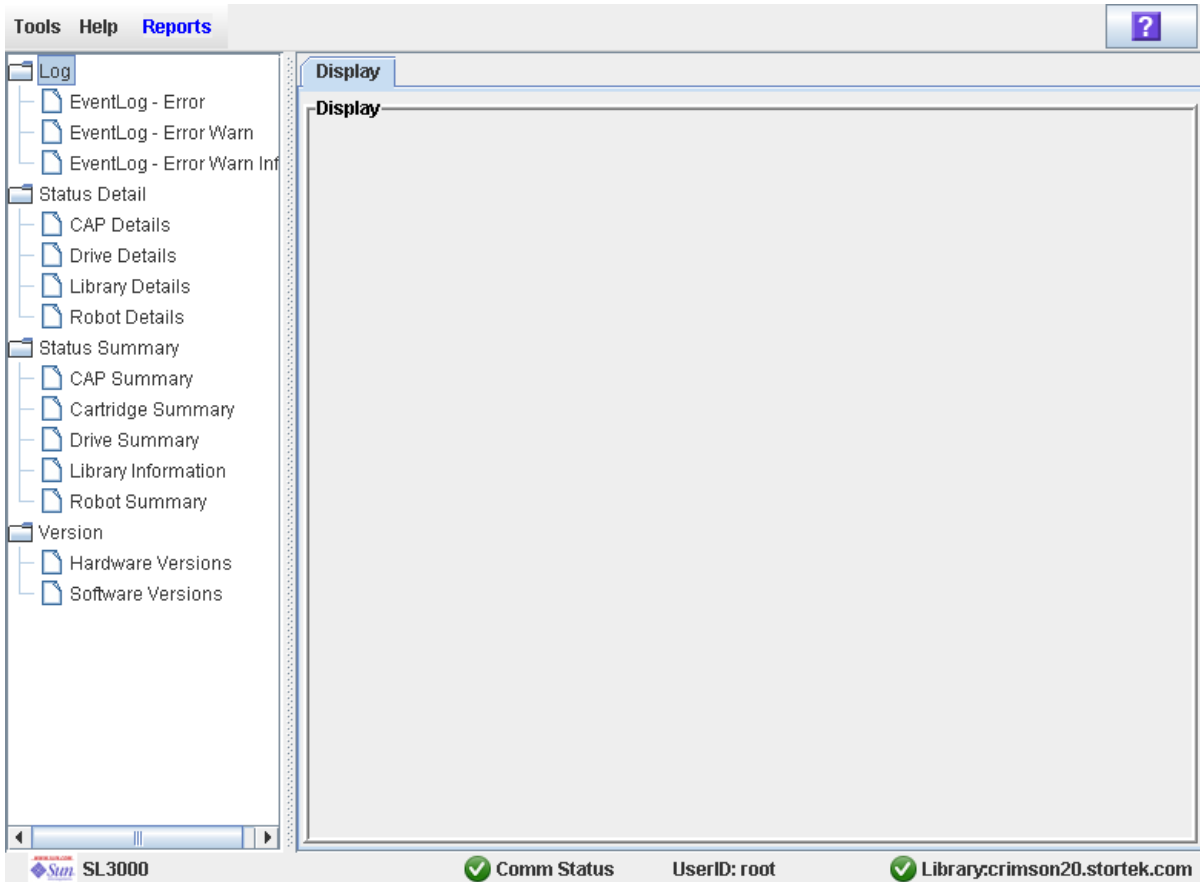 Tools Help Reports
?
Log
EventLog - Error
EventLog - Error Warn
EventLog - Error Warn Inf
Status Detail
CAP Details
Drive Details
Library Details
Robot Details
Status Summary
CAP Summary
Cartridge Summary
Drive Summary
Library Information
Robot Summary
Version
Hardware Versions
Software Versions
Display
Display
Sun SL3000
Comm Status
UserID: root
Library:crimson20.stortek.com